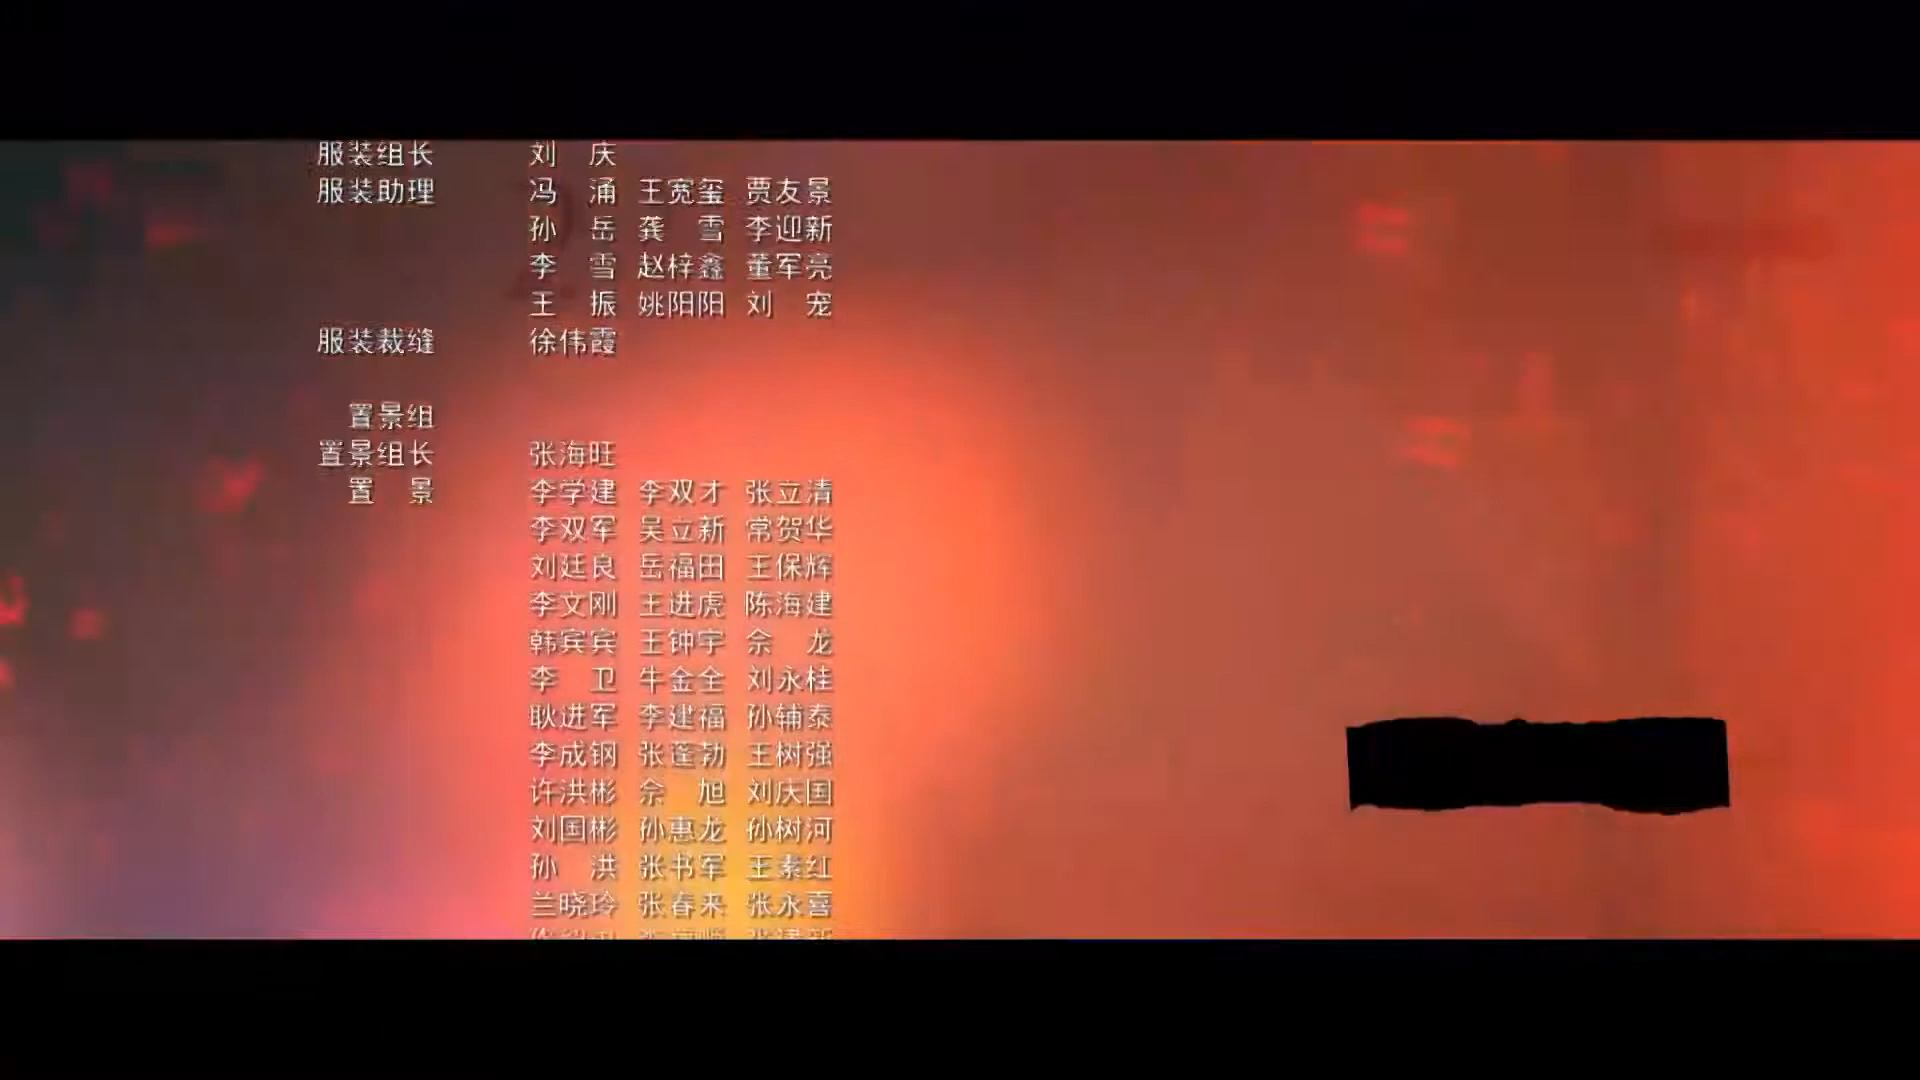 服装组长 刘 庆
服装助理 冯 涌 王宽玺 贾友景
孙 岳 龚 雪 李迎新
李 雪 赵梓鑫 董军亮
王 振 姚阳阳 刘 宠
服装裁缝 徐伟霞
置景组
置景组长 张海旺
置 景 李学建 李双才 张立清
李双军 吴立新 常贺华
刘廷良 岳福田 王保辉
李文刚 王进虎 陈海建
韩宾宾 王钟宇 佘 龙
李 卫 牛金全 刘永桂
耿进军 李建福 孙辅泰
李成钢 张蓬勃 王树强
许洪彬 佘 旭 刘庆国
刘国彬 孙惠龙 孙树河
孙 洪 张书军 王素红
兰晓玲 张春来 张永喜